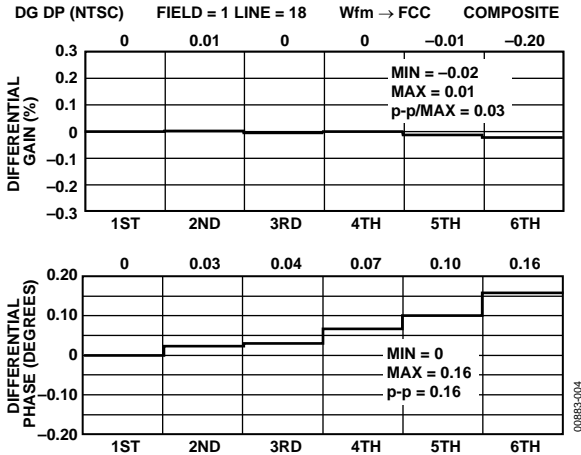 DG DP (NTSC) FIELD = 1 LINE = 18 Wfm → FCC COMPOSITE
0 0.01 0 0 –0.01 –0.20
DIFFERENTIAL
GAIN (%)
0.3
0.2
0.1
0
–0.1
–0.2
–0.3
MIN = –0.02
MAX = 0.01
p-p/MAX = 0.03
1ST 2ND 3RD 4TH 5TH 6TH
0 0.03 0.04 0.07 0.10 0.16
DIFFERENTIAL
PHASE (DEGREES)
0.20
0.10
0
–0.10
–0.20
MIN = 0
MAX = 0.16
p-p = 0.16
1ST 2ND 3RD 4TH 5TH 6TH
00883-004